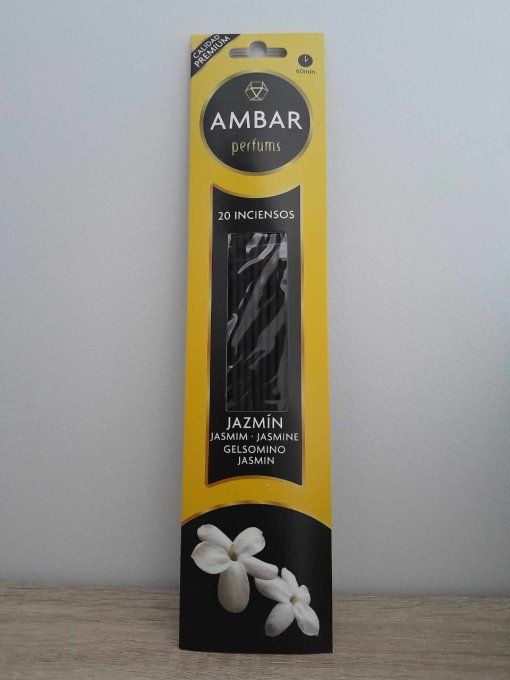 CALIDAD
PREMIUM
60min
AMBAR
perfums
20 INCIENSOS
JAZMÍN
JASMIM · JASMINE
GELSOMINO
JASMIN